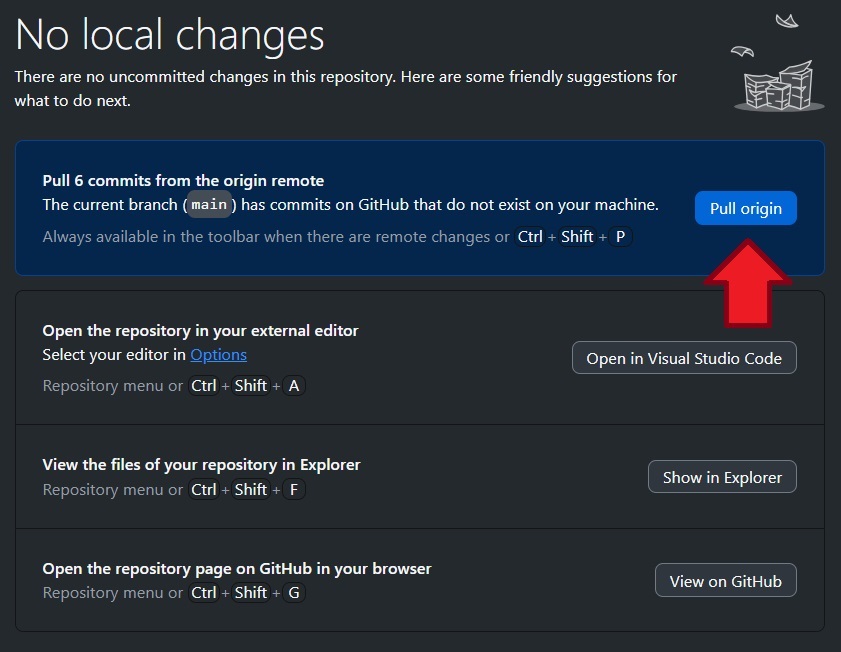 No local changes
There are no uncommitted changes in this repository. Here are some friendly suggestions for
what to do next.
Pull 6 commits from the origin remote
The current branch (main) has commits on GitHub that do not exist on your machine.
Always available in the toolbar when there are remote changes or Ctrl + Shift + P
Pull origin
Open the repository in your external editor
Select your editor in Options
Repository menu or Ctrl + Shift + A
Open in Visual Studio Code
View the files of your repository in Explorer
Repository menu or Ctrl + Shift + F
Show in Explorer
Open the repository page on GitHub in your browser
Repository menu or Ctrl + Shift + G
View on GitHub